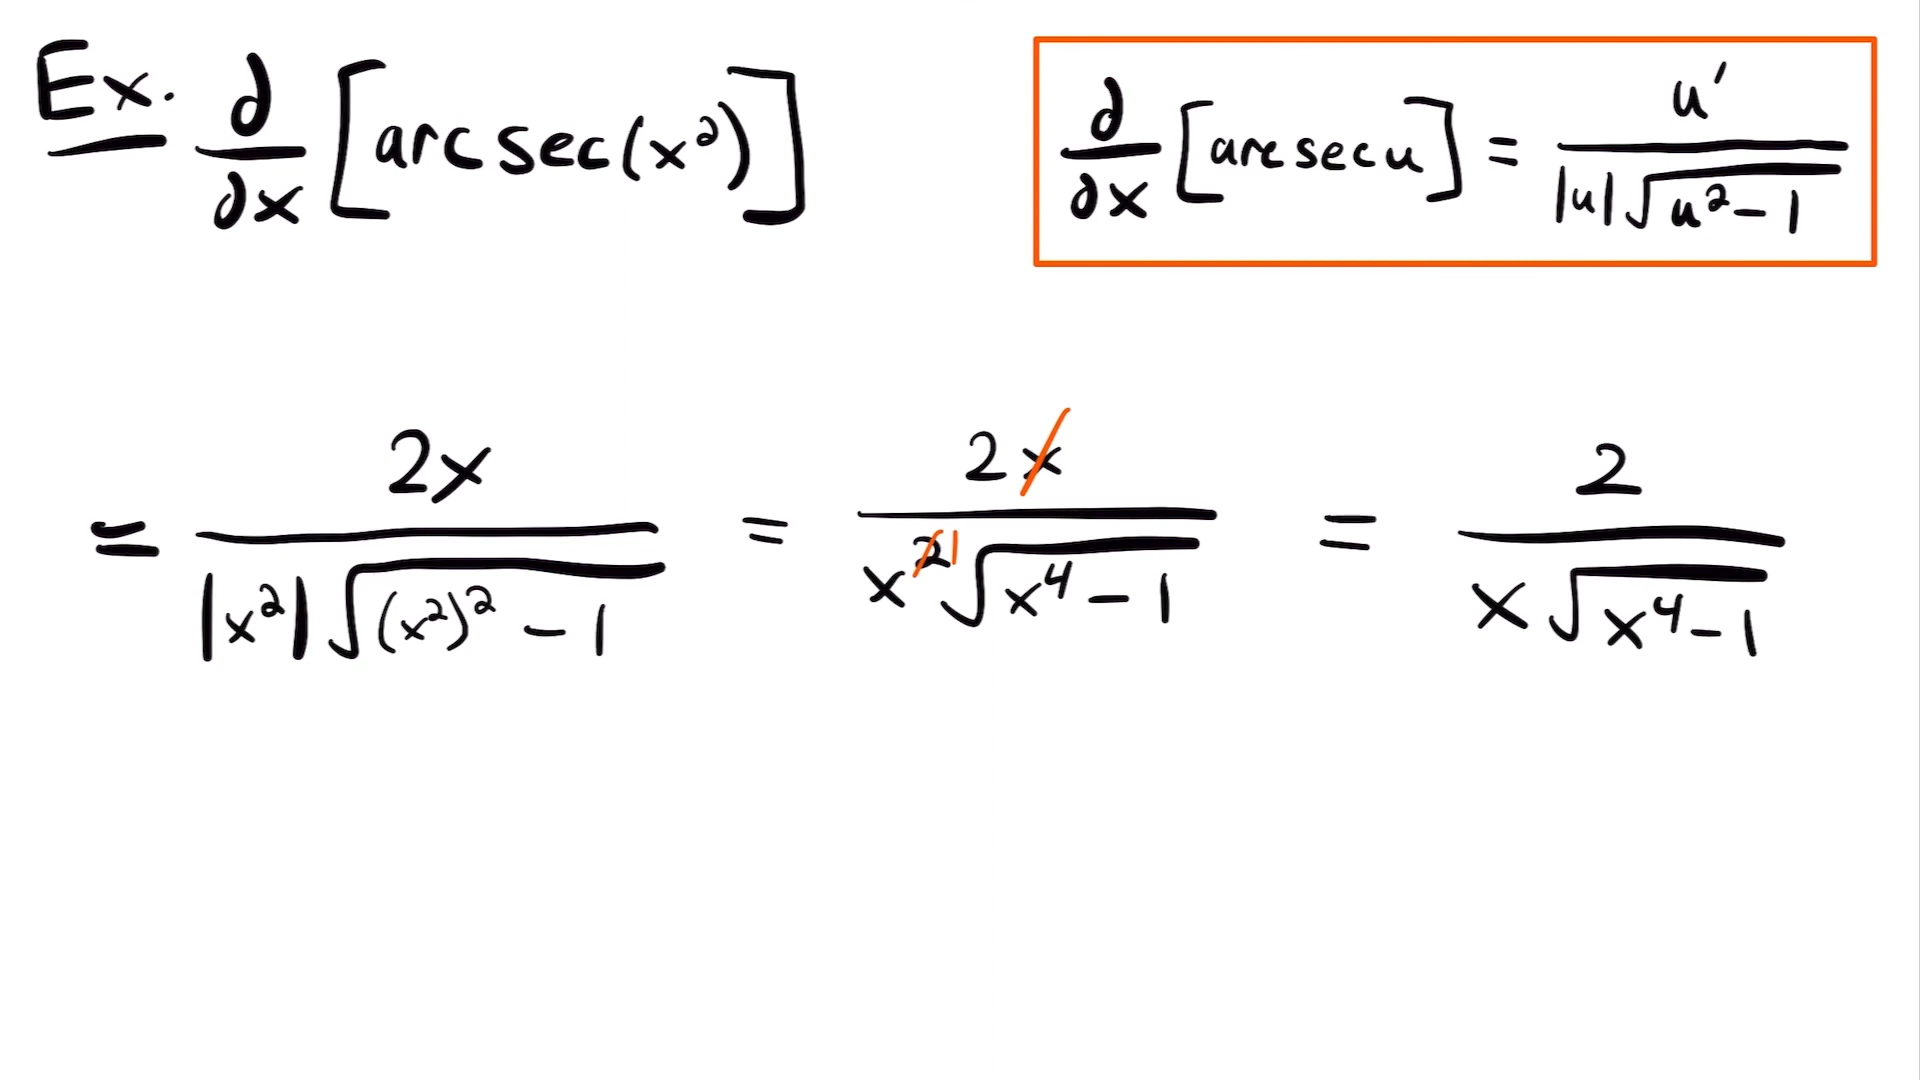 Ex. d/dx [arcsec(x²)]
d/dx [arcsec u] = u′ / |u|√(u² − 1)
= 2x / |x²|√((x²)² − 1) = 2x / x² 1 √(x⁴ − 1) = 2 / x√(x⁴ − 1)